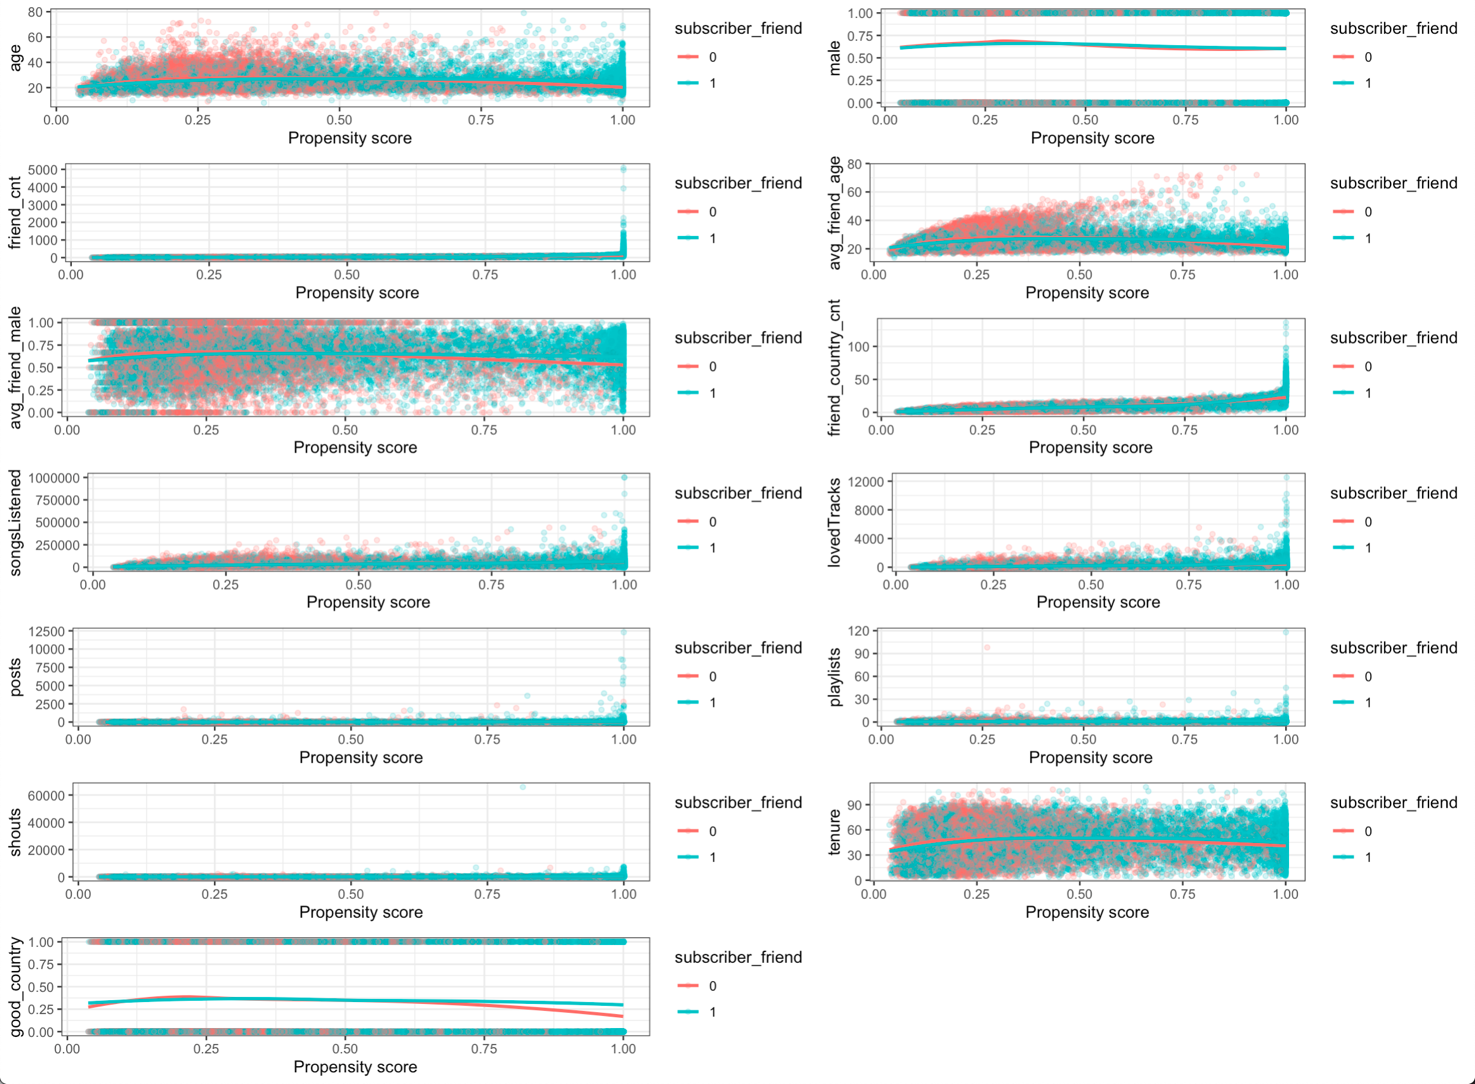 age
80
60
40
20
0.00 0.25 0.50 0.75 1.00
Propensity score
subscriber_friend
0
1
male
1.00
0.75
0.50
0.25
0.00
0.00 0.25 0.50 0.75 1.00
Propensity score
subscriber_friend
0
1
friend_cnt
5000
4000
3000
2000
1000
0
0.00 0.25 0.50 0.75 1.00
Propensity score
subscriber_friend
0
1
avg_friend_age
80
60
40
20
0.00 0.25 0.50 0.75 1.00
Propensity score
subscriber_friend
0
1
avg_friend_male
1.00
0.75
0.50
0.25
0.00
0.00 0.25 0.50 0.75 1.00
Propensity score
subscriber_friend
0
1
friend_country_cnt
100
50
0
0.00 0.25 0.50 0.75 1.00
Propensity score
subscriber_friend
0
1
songsListened
1000000
750000
500000
250000
0
0.00 0.25 0.50 0.75 1.00
Propensity score
subscriber_friend
0
1
lovedTracks
12000
8000
4000
0
0.00 0.25 0.50 0.75 1.00
Propensity score
subscriber_friend
0
1
posts
12500
10000
7500
5000
2500
0
0.00 0.25 0.50 0.75 1.00
Propensity score
subscriber_friend
0
1
playlists
120
90
60
30
0
0.00 0.25 0.50 0.75 1.00
Propensity score
subscriber_friend
0
1
shouts
60000
40000
20000
0
0.00 0.25 0.50 0.75 1.00
Propensity score
subscriber_friend
0
1
tenure
90
60
30
0
0.00 0.25 0.50 0.75 1.00
Propensity score
subscriber_friend
0
1
good_country
1.00
0.75
0.50
0.25
0.00
0.00 0.25 0.50 0.75 1.00
Propensity score
subscriber_friend
0
1